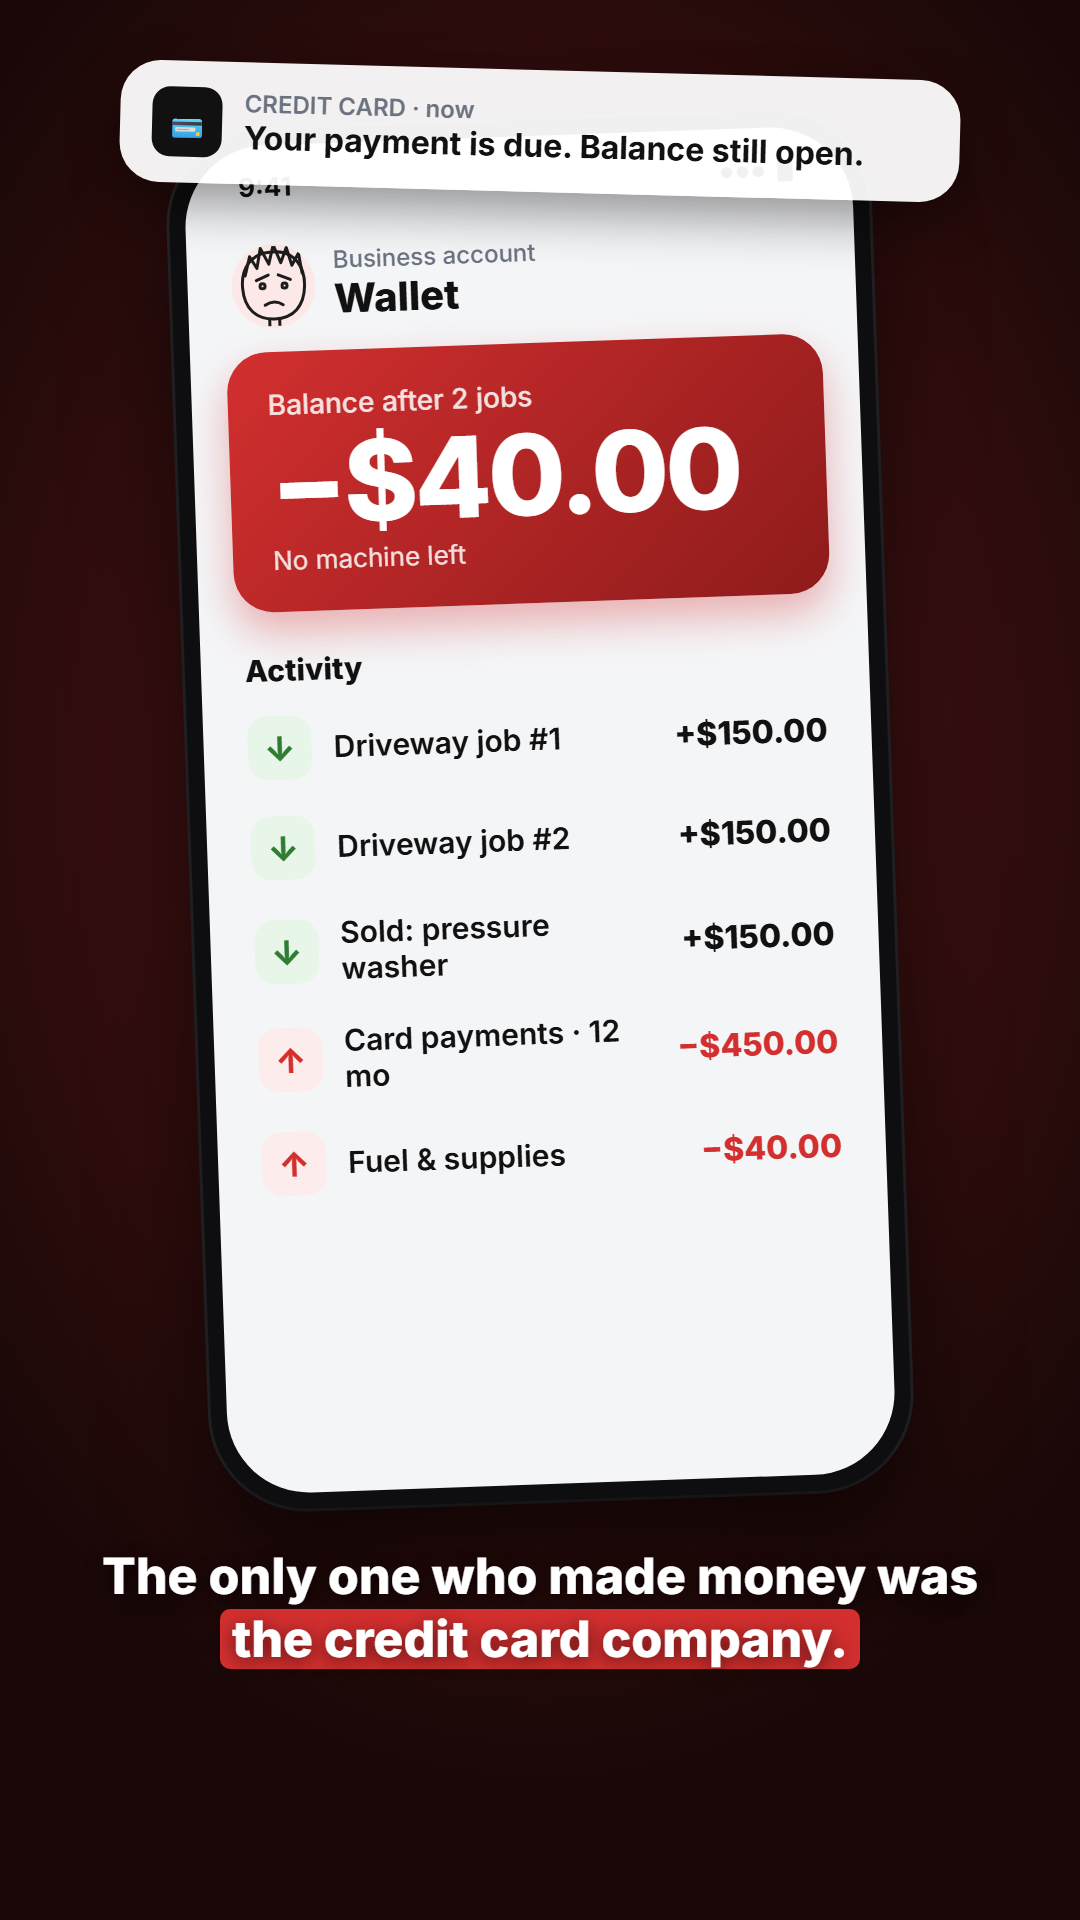 CREDIT CARD · now
Your payment is due. Balance still open.
9:41
Business account
Wallet
Balance after 2 jobs
−$40.00
No machine left
Activity
Driveway job #1 +$150.00
Driveway job #2 +$150.00
Sold: pressure
washer +$150.00
Card payments · 12
mo −$450.00
Fuel & supplies −$40.00
The only one who made money was
the credit card company.